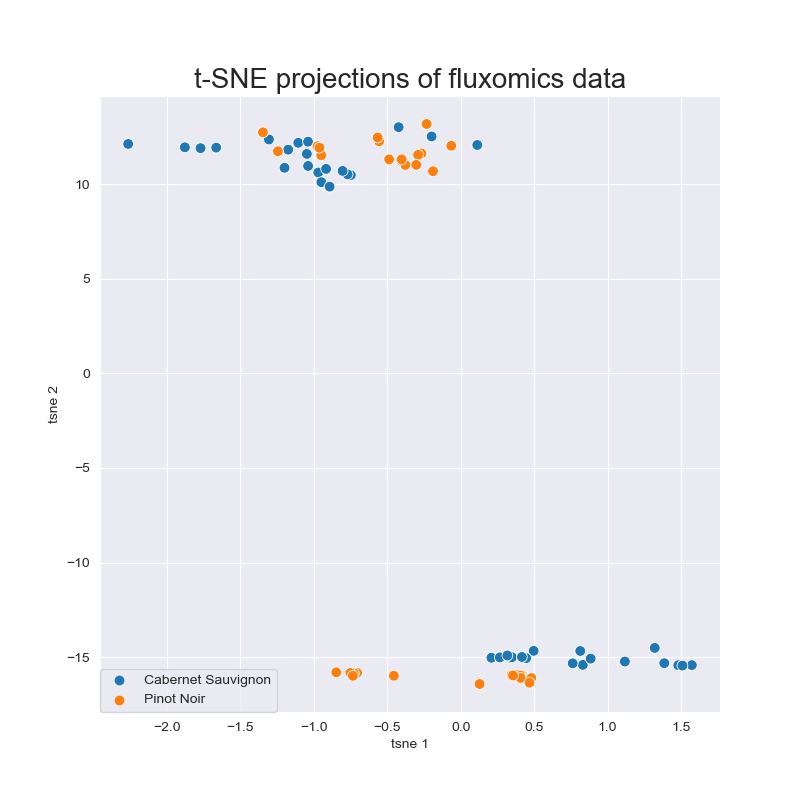 t-SNE projections of fluxomics data
tsne 2
10
5
0
−5
−10
−15
Cabernet Sauvignon
Pinot Noir
−2.0 −1.5 −1.0 −0.5 0.0 0.5 1.0 1.5
tsne 1